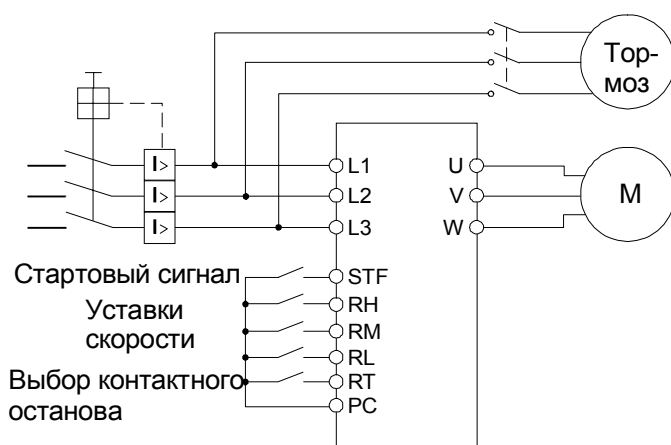 Тор-
моз
I>
L1
U
I>
L2
V
M
I>
L3
W
Стартовый сигнал
STF
Уставки
скорости
RH
RM
RL
Выбор контактного
останова
RT
PC